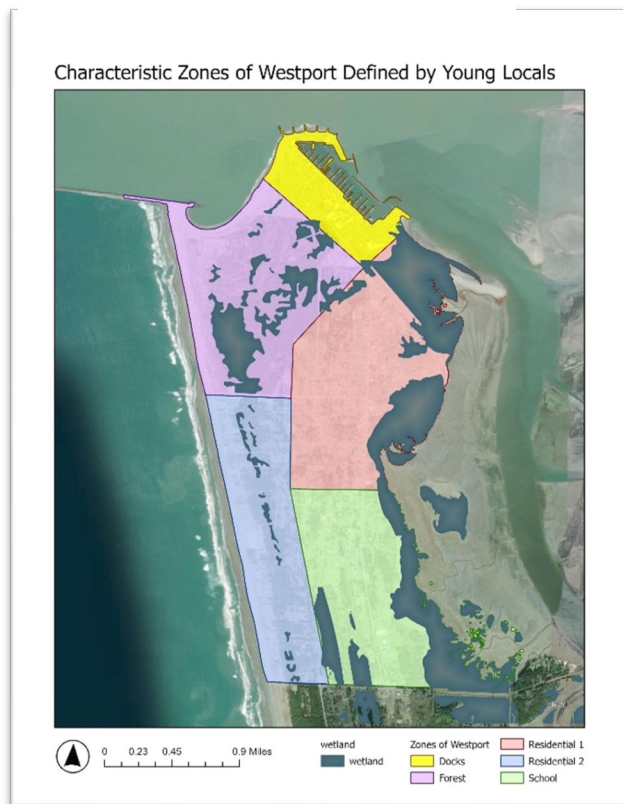 Characteristic Zones of Westport Defined by Young Locals
0 0.23 0.45 0.9 Miles
wetland
wetland
Zones of Westport
Docks
Forest
Residential 1
Residential 2
School